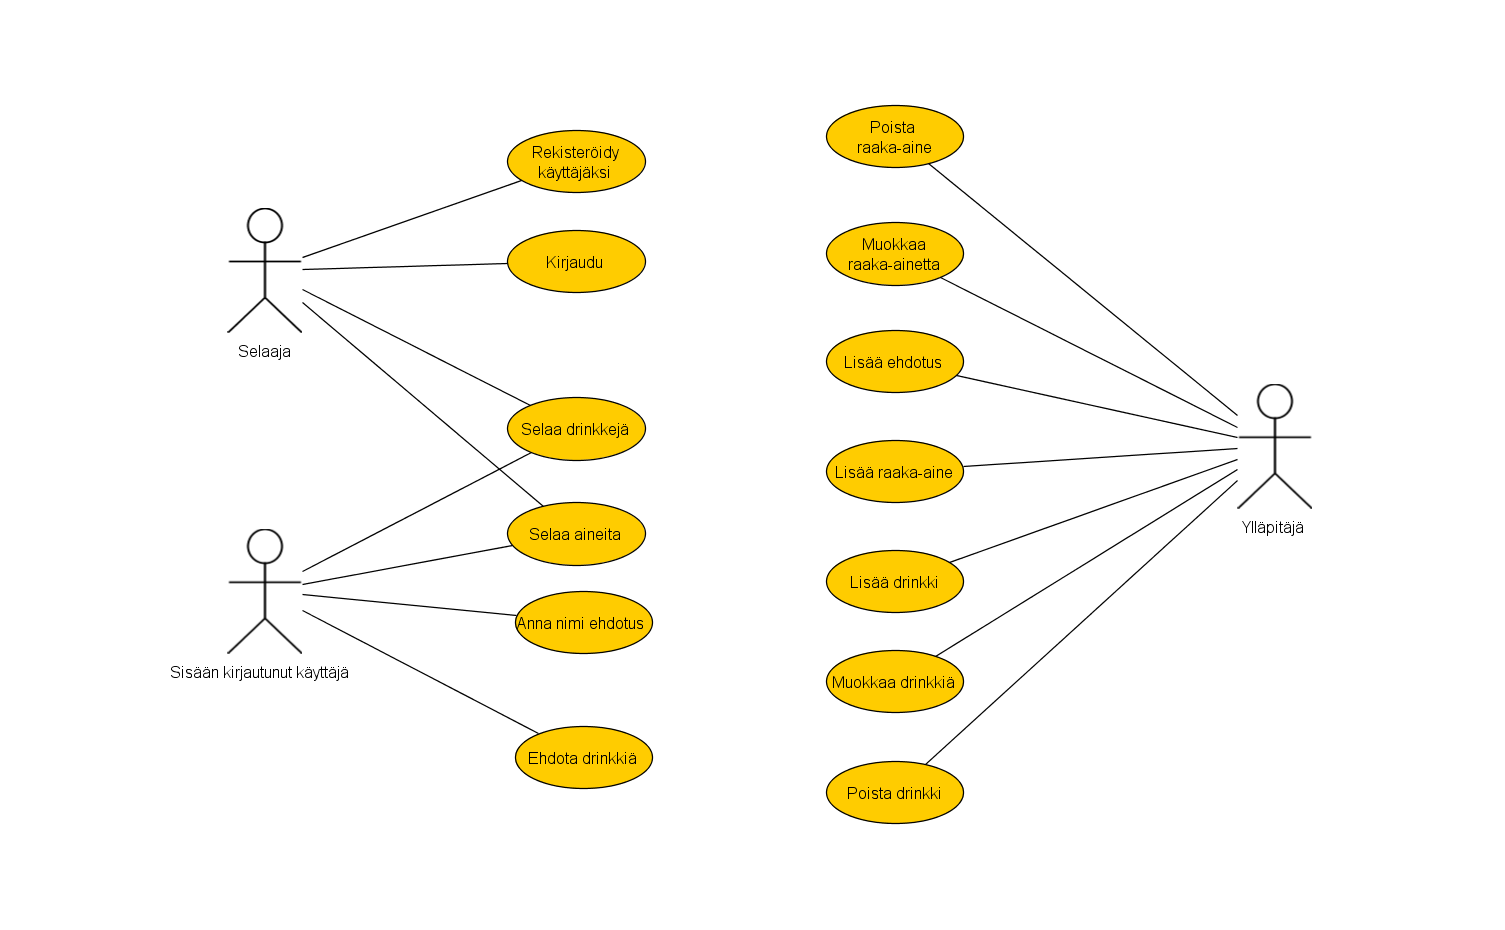 Rekisteröidy
käyttäjäksi
Kirjaudu
Selaaja
Selaa drinkkejä
Selaa aineita
Anna nimi ehdotus
Sisään kirjautunut käyttäjä
Ehdota drinkkiä
Poista
raaka-aine
Muokkaa
raaka-ainetta
Lisää ehdotus
Lisää raaka-aine
Ylläpitäjä
Lisää drinkki
Muokkaa drinkkiä
Poista drinkki